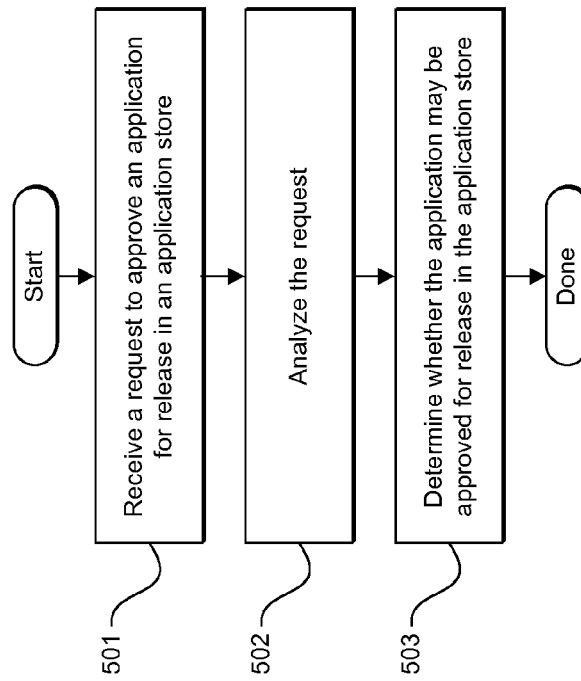 Start
501
Receive a request to approve an application
for release in an application store
502
Analyze the request
503
Determine whether the application may be
approved for release in the application store
Done